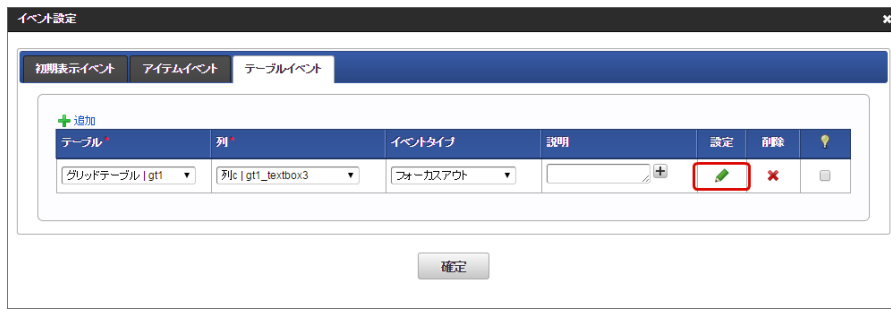 イベント設定
初期表示イベント アイテムイベント テーブルイベント
追加
テーブル* 列* イベントタイプ 説明 設定 削除
グリッドテーブル | gt1 列c | gt1_textbox3 フォーカスアウト
確定